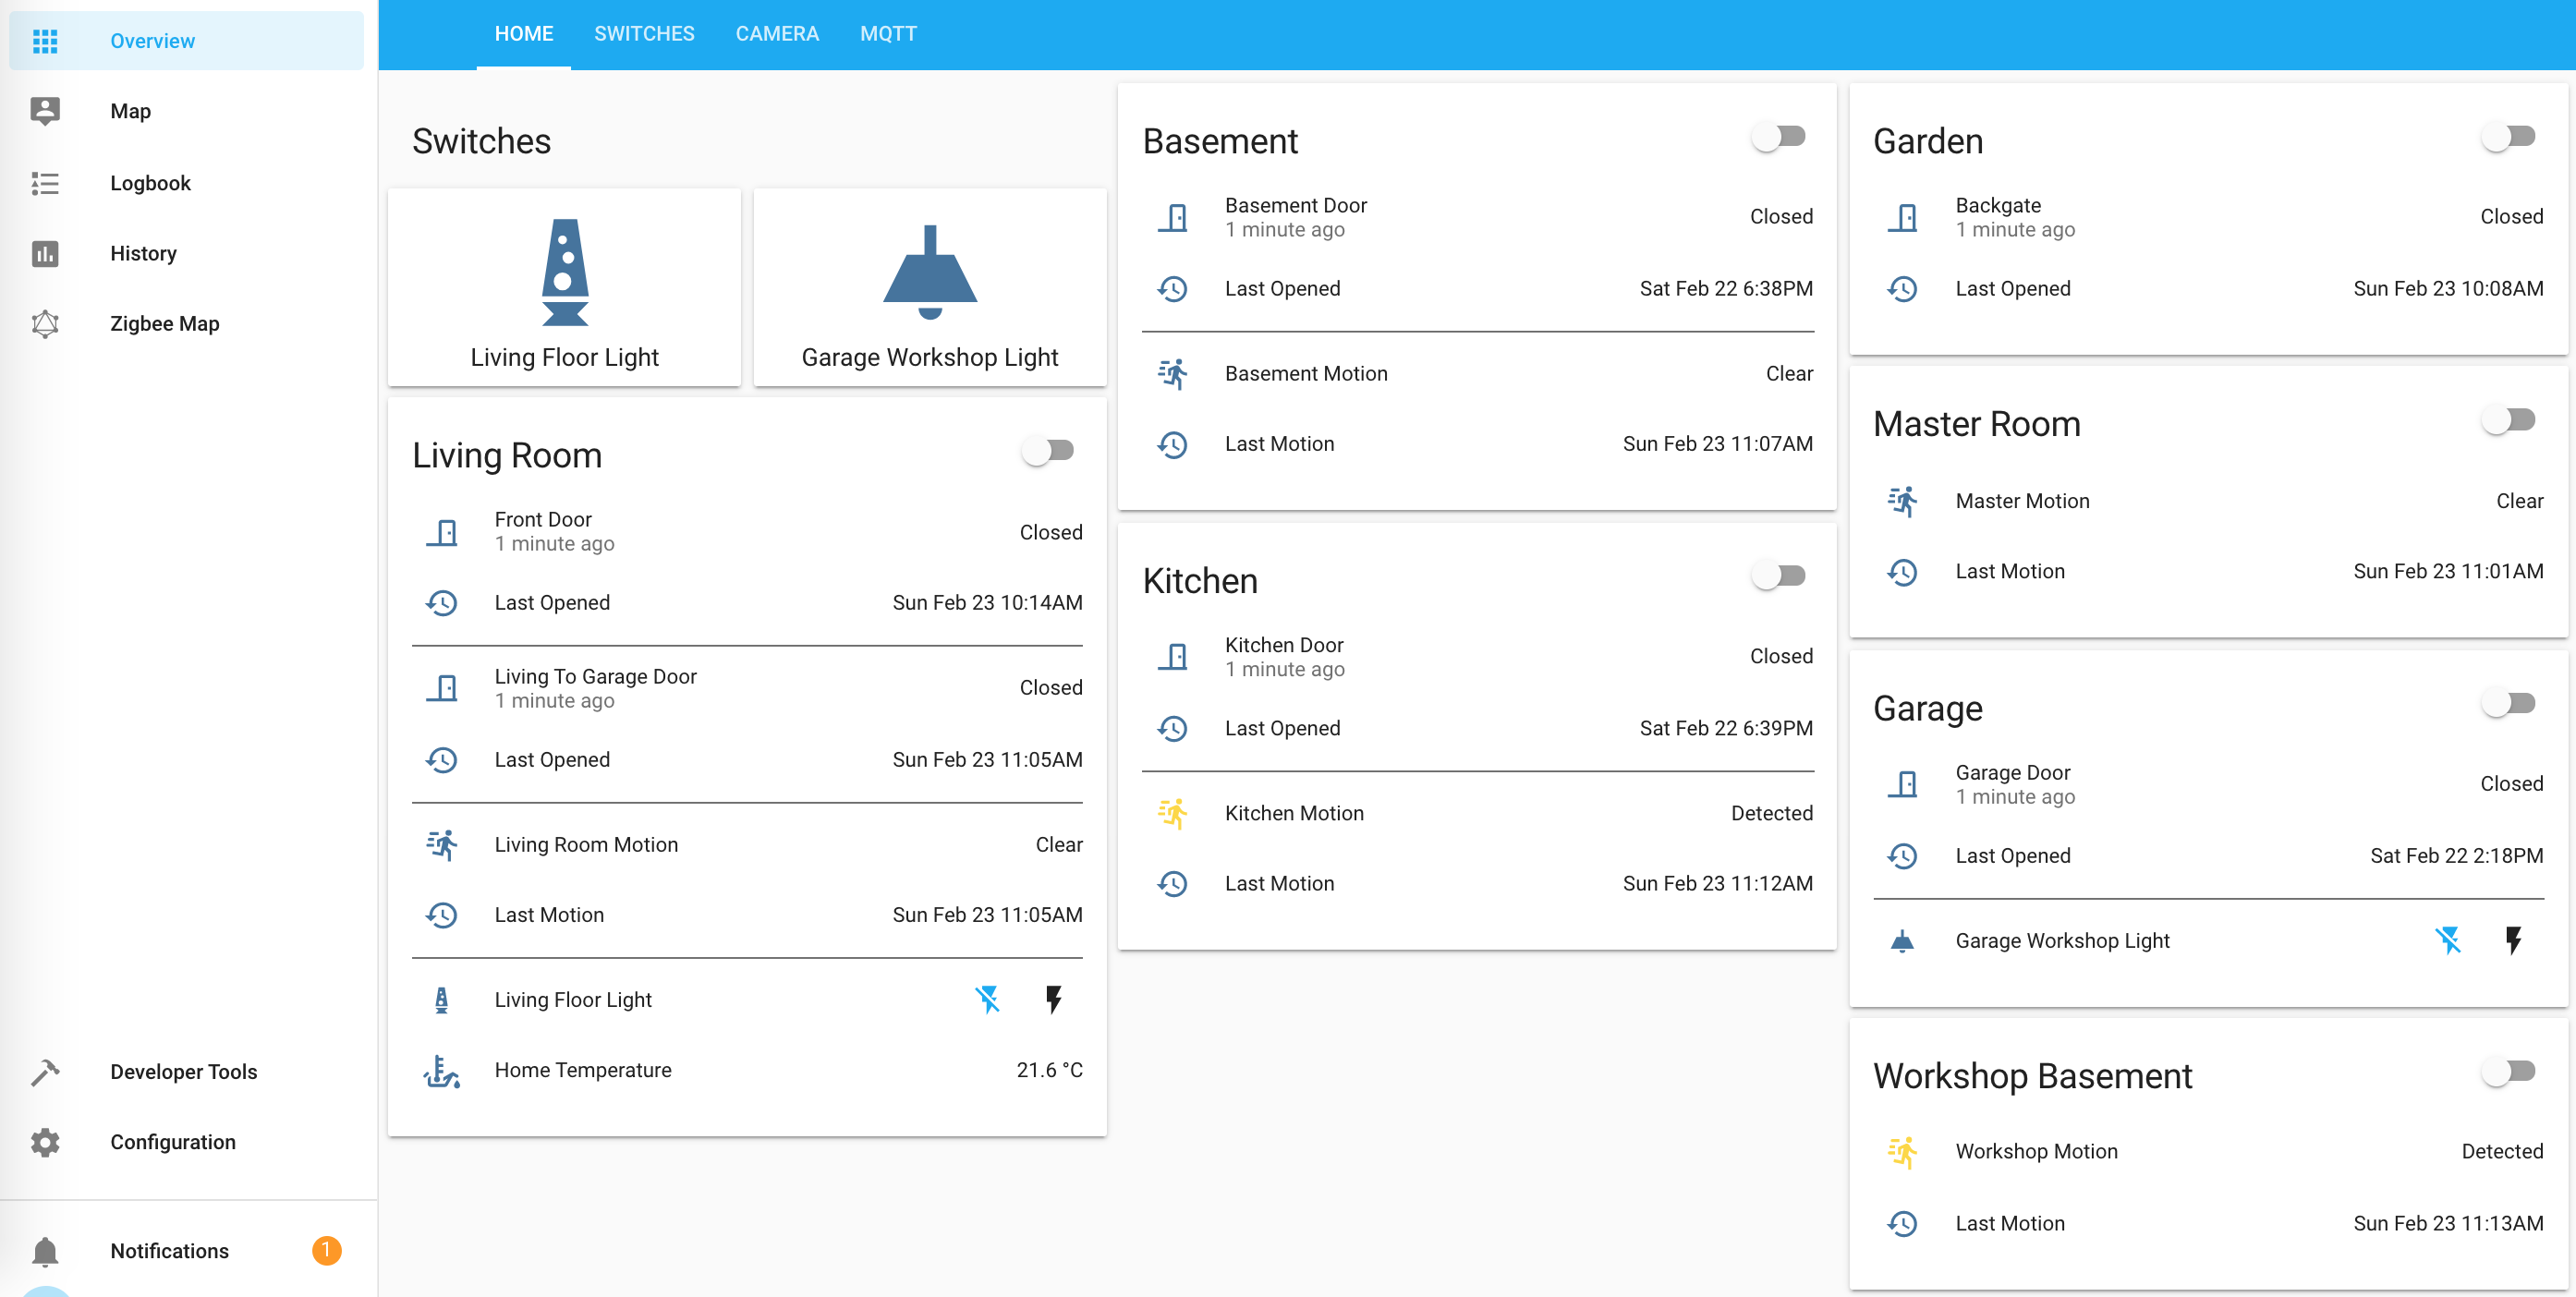 Overview
Map
Logbook
History
Zigbee Map
Developer Tools
Configuration
Notifications
1
HOME SWITCHES CAMERA MQTT
Switches
Living Floor Light
Garage Workshop Light
Living Room
Front Door
1 minute ago
Closed
Last Opened Sun Feb 23 10:14AM
Living To Garage Door
1 minute ago
Closed
Last Opened Sun Feb 23 11:05AM
Living Room Motion Clear
Last Motion Sun Feb 23 11:05AM
Living Floor Light
Home Temperature 21.6 °C
Basement
Basement Door
1 minute ago
Closed
Last Opened Sat Feb 22 6:38PM
Basement Motion Clear
Last Motion Sun Feb 23 11:07AM
Kitchen
Kitchen Door
1 minute ago
Closed
Last Opened Sat Feb 22 6:39PM
Kitchen Motion Detected
Last Motion Sun Feb 23 11:12AM
Garden
Backgate
1 minute ago
Closed
Last Opened Sun Feb 23 10:08AM
Master Room
Master Motion Clear
Last Motion Sun Feb 23 11:01AM
Garage
Garage Door
1 minute ago
Closed
Last Opened Sat Feb 22 2:18PM
Garage Workshop Light
Workshop Basement
Workshop Motion Detected
Last Motion Sun Feb 23 11:13AM